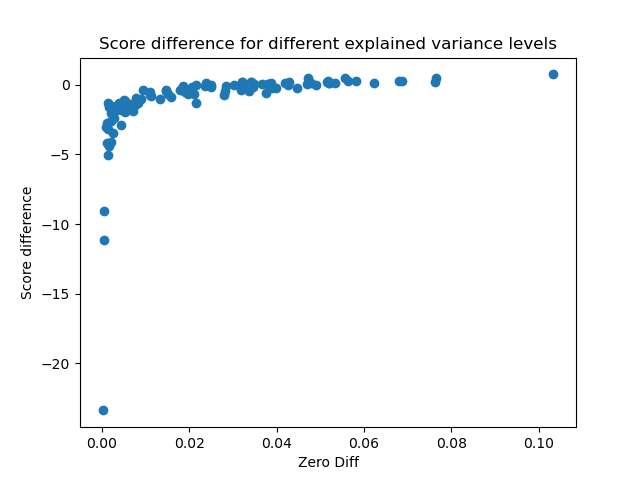 Score difference for different explained variance levels
Score difference
0
−5
−10
−15
−20
0.00 0.02 0.04 0.06 0.08 0.10
Zero Diff